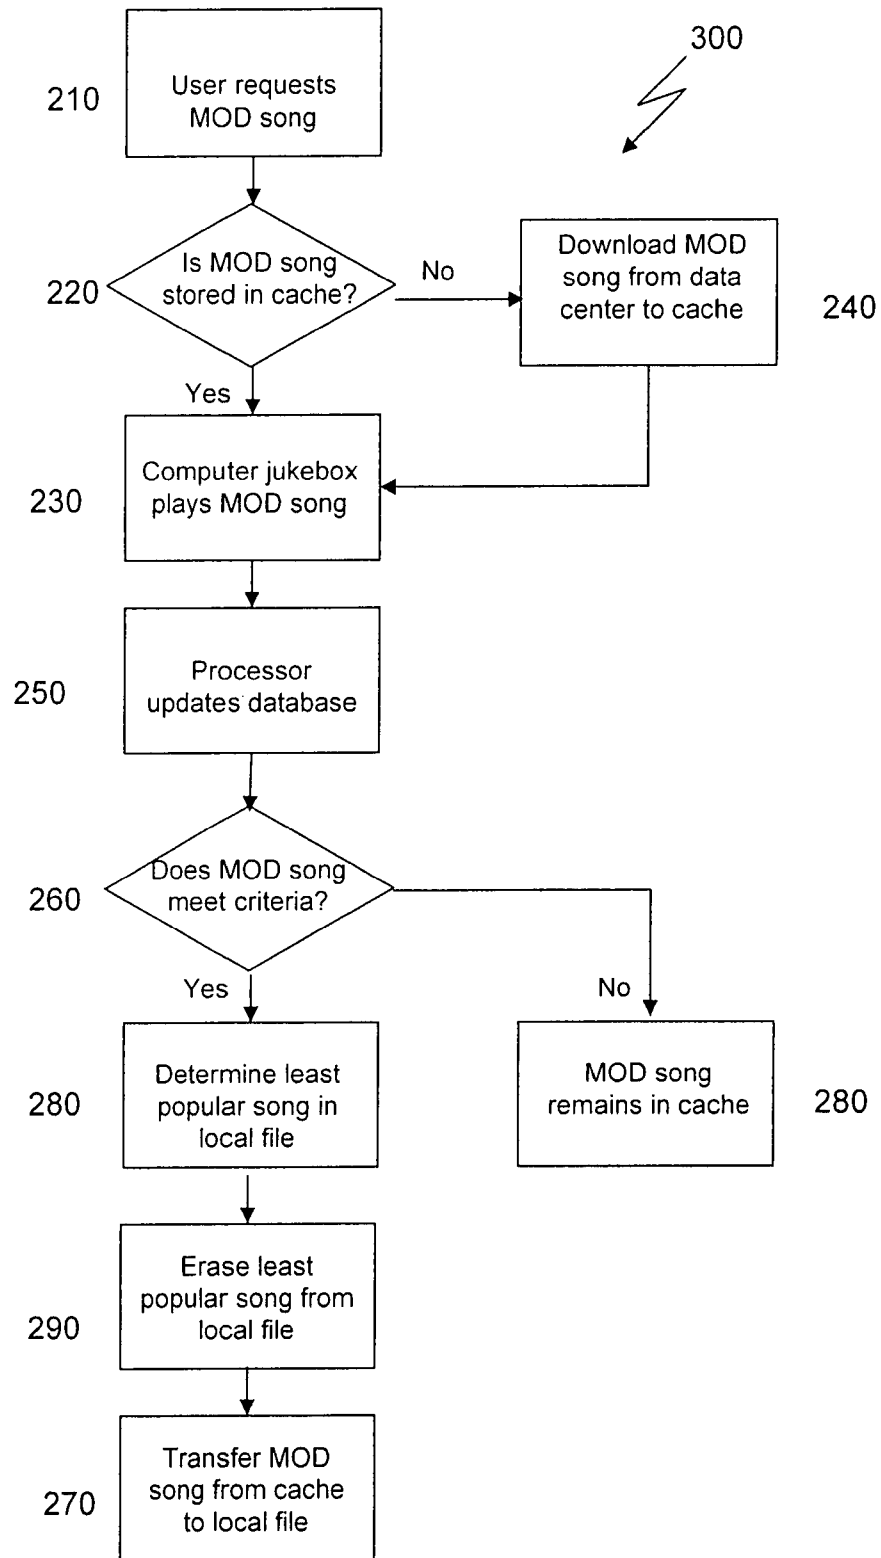 300
210
User requests
MOD song
220
Is MOD song
stored in cache?
No
Download MOD
song from data
center to cache
240
Yes
230
Computer jukebox
plays MOD song
250
Processor
updates database
260
Does MOD song
meet criteria?
Yes
No
280
Determine least
popular song in
local file
MOD song
remains in cache
280
290
Erase least
popular song from
local file
270
Transfer MOD
song from cache
to local file